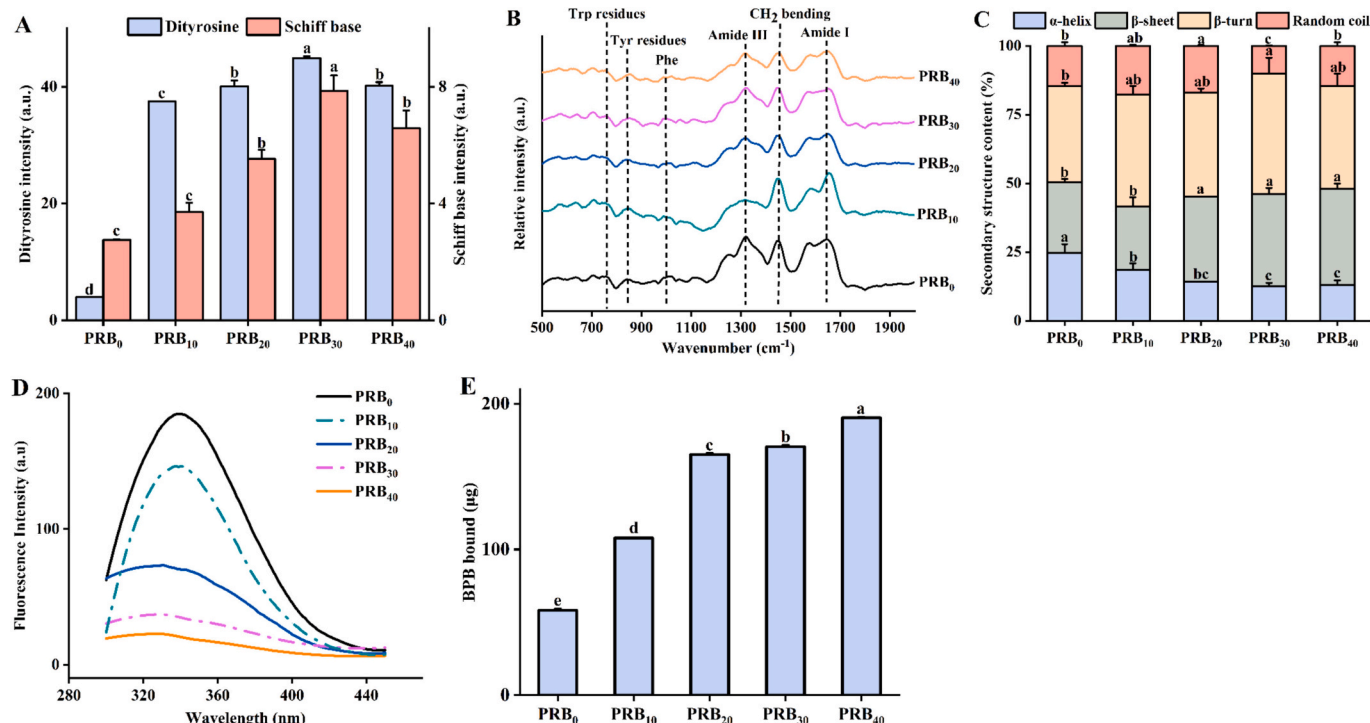 A
Dityrosine
Schiff base
Dityrosine intensity (a.u.)
Schiff base intensity (a.u.)
40
20
0
8
4
0
d
c
c
c
b
b
a
a
b
b
PRB₀
PRB₁₀
PRB₂₀
PRB₃₀
PRB₄₀
B
Trp residues
CH₂ bending
Tyr residues
Amide III
Amide I
Phe
Relative intensity (a.u.)
PRB₄₀
PRB₃₀
PRB₂₀
PRB₁₀
PRB₀
500
700
900
1100
1300
1500
1700
1900
Wavenumber (cm⁻¹)
C
α-helix
β-sheet
β-turn
Random coil
Secomdary structure content (%)
100
75
50
25
0
b
ab
a
c
b
b
ab
ab
a
ab
b
b
a
a
a
a
b
bc
c
c
PRB₀
PRB₁₀
PRB₂₀
PRB₃₀
PRB₄₀
D
Fluorescence Intensity (a.u)
200
100
0
PRB₀
PRB₁₀
PRB₂₀
PRB₃₀
PRB₄₀
280
320
360
400
440
Wavelength (nm)
E
BPB bound (μg)
200
100
0
e
d
c
b
a
PRB₀
PRB₁₀
PRB₂₀
PRB₃₀
PRB₄₀